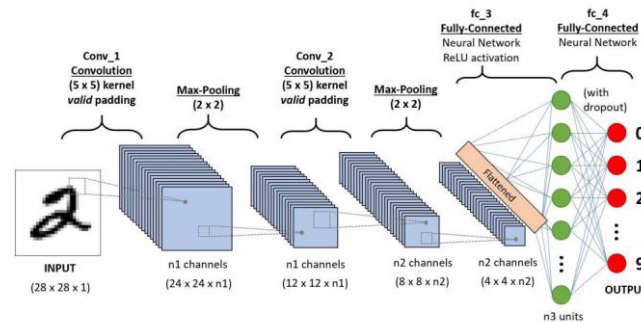 fc_3
Fully-Connected
Neural Network
ReLU activation
fc_4
Fully-Connected
Neural Network
Conv_1
Convolution
(5 x 5) kernel
valid padding
Max-Pooling
(2 x 2)
Conv_2
Convolution
(5 x 5) kernel
valid padding
Max-Pooling
(2 x 2)
(with
dropout)
Flattened
0
1
2
9
INPUT
(28 x 28 x 1)
n1 channels
(24 x 24 x n1)
n1 channels
(12 x 12 x n1)
n2 channels
(8 x 8 x n2)
n2 channels
(4 x 4 x n2)
OUTPU
n3 units